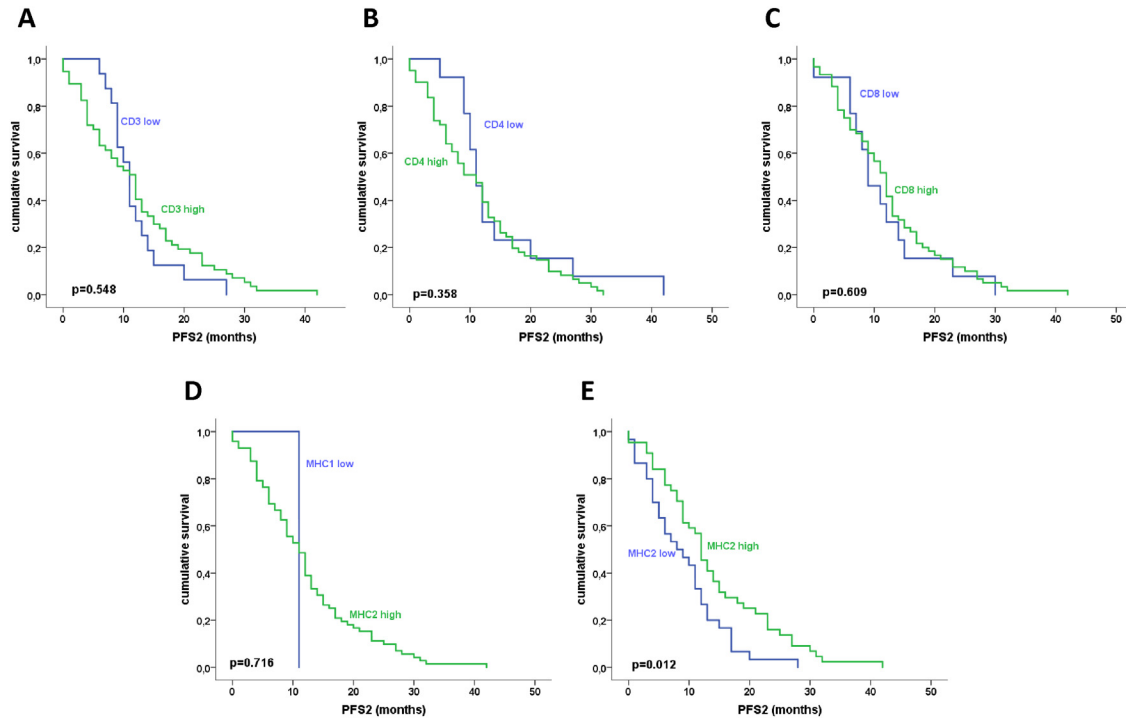 A
cumulative survival
1,0
0,8
0,6
0,4
0,2
0,0
CD3 low
CD3 high
p=0.548
0 10 20 30 40
PFS2 (months)
B
cumulative survival
1,0
0,8
0,6
0,4
0,2
0,0
CD4 low
CD4 high
p=0.358
0 10 20 30 40 50
PFS2 (months)
C
cumulative survival
1,0
0,8
0,6
0,4
0,2
0,0
CD8 low
CD8 high
p=0.609
0 10 20 30 40 50
PFS2 (months)
D
cumulative survival
1,0
0,8
0,6
0,4
0,2
0,0
MHC1 low
MHC2 high
p=0.716
0 10 20 30 40 50
PFS2 (months)
E
cumulative survival
1,0
0,8
0,6
0,4
0,2
0,0
MHC2 high
MHC2 low
p=0.012
0 10 20 30 40 50
PFS2 (months)